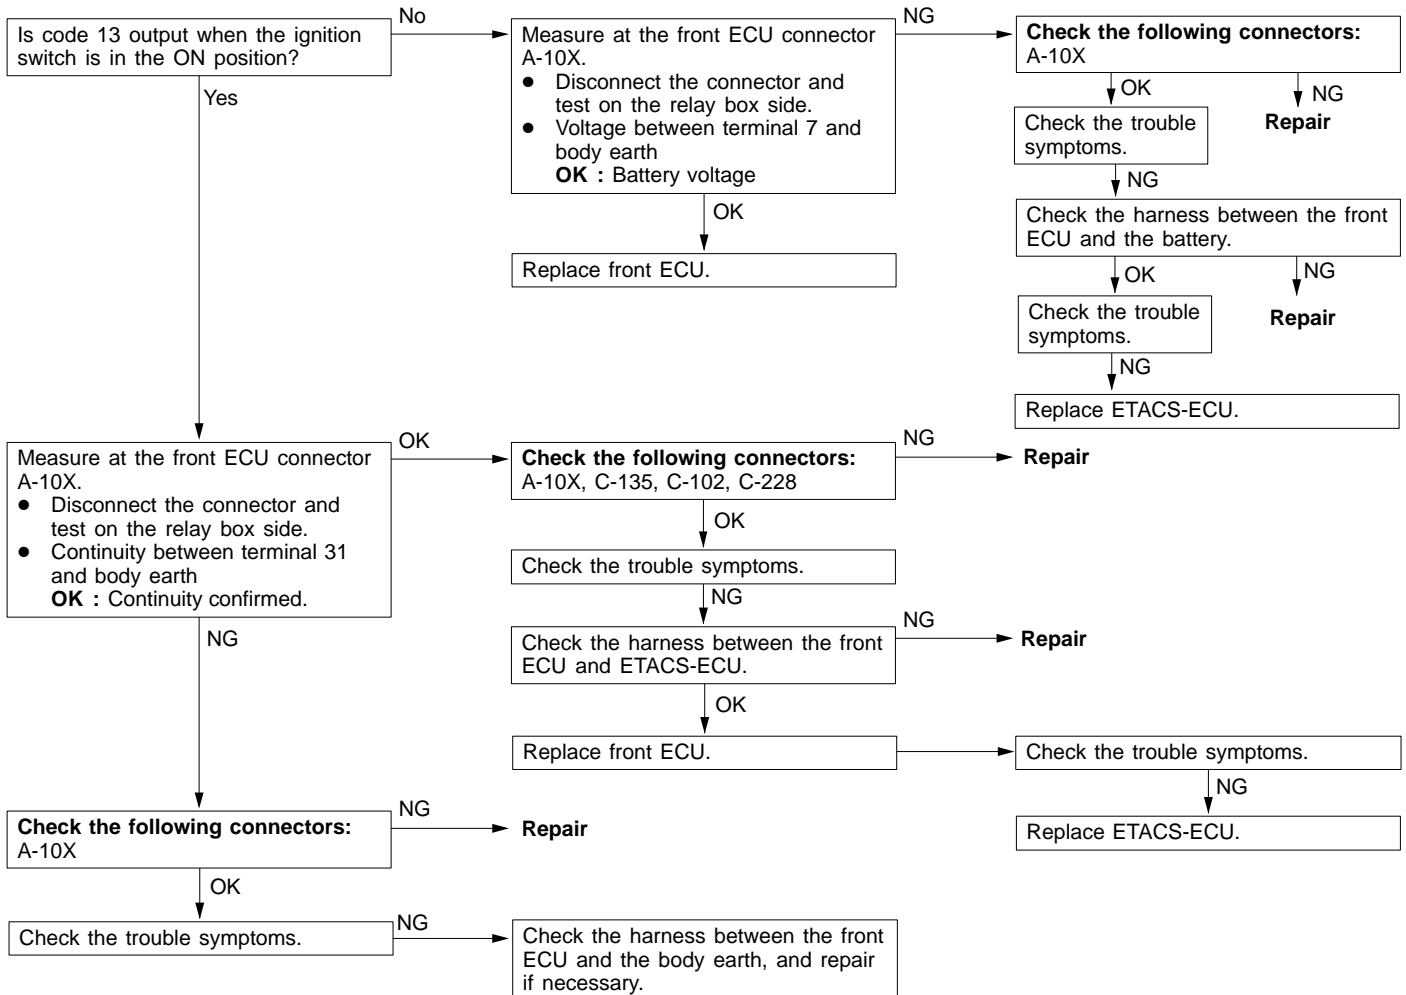 Is code 13 output when the ignition
switch is in the ON position?
No
Yes
Measure at the front ECU connector
A-10X.
● Disconnect the connector and
test on the relay box side.
● Voltage between terminal 7 and
body earth
OK : Battery voltage
NG
OK
Replace front ECU.
Check the following connectors:
A-10X
OK
NG
Repair
Check the trouble
symptoms.
NG
Check the harness between the front
ECU and the battery.
OK
NG
Repair
Check the trouble
symptoms.
NG
Replace ETACS-ECU.
Measure at the front ECU connector
A-10X.
● Disconnect the connector and
test on the relay box side.
● Continuity between terminal 31
and body earth
OK : Continuity confirmed.
OK
NG
Check the following connectors:
A-10X, C-135, C-102, C-228
NG
Repair
OK
Check the trouble symptoms.
NG
Check the harness between the front
ECU and ETACS-ECU.
NG
Repair
OK
Replace front ECU.
Check the trouble symptoms.
NG
Replace ETACS-ECU.
Check the following connectors:
A-10X
NG
Repair
OK
Check the trouble symptoms.
NG
Check the harness between the front
ECU and the body earth, and repair
if necessary.